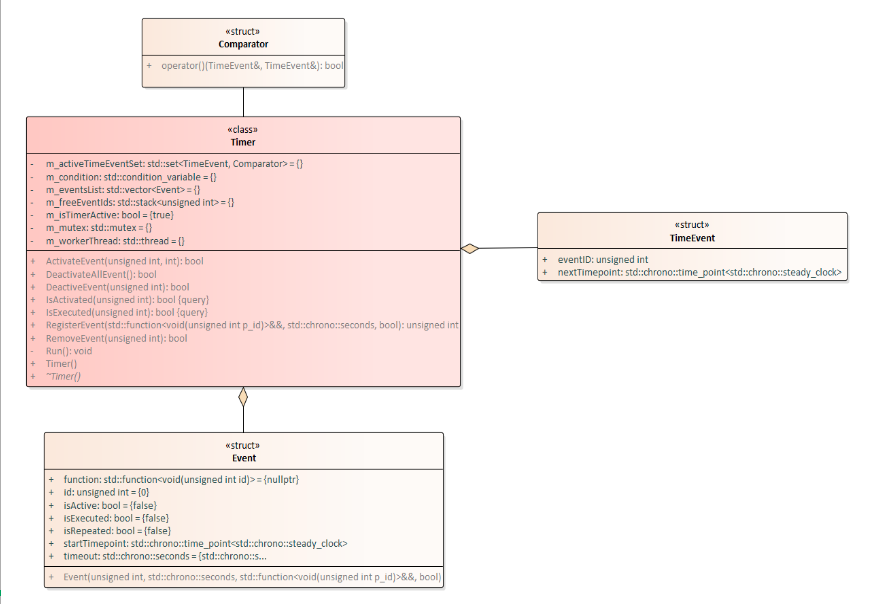 «struct»
Comparator
+ operator()(TimeEvent&, TimeEvent&): bool
«class»
Timer
- m_activeTimeEventSet: std::set<TimeEvent, Comparator> = {}
- m_condition: std::condition_variable = {}
- m_eventsList: std::vector<Event> = {}
- m_freeEventIds: std::stack<unsigned int> = {}
- m_isTimerActive: bool = {true}
- m_mutex: std::mutex = {}
- m_workerThread: std::thread = {}
+ ActivateEvent(unsigned int, int): bool
+ DeactivateAllEvent(): bool
+ DeactiveEvent(unsigned int): bool
+ IsActivated(unsigned int): bool {query}
+ IsExecuted(unsigned int): bool {query}
+ RegisterEvent(std::function<void(unsigned int p_id)>&&, std::chrono::seconds, bool): unsigned int
+ RemoveEvent(unsigned int): bool
- Run(): void
+ Timer()
+ ~Timer()
«struct»
TimeEvent
+ eventID: unsigned int
+ nextTimepoint: std::chrono::time_point<std::chrono::steady_clock>
«struct»
Event
+ function: std::function<void(unsigned int id)> = {nullptr}
+ id: unsigned int = {0}
+ isActive: bool = {false}
+ isExecuted: bool = {false}
+ isRepeated: bool = {false}
+ startTimepoint: std::chrono::time_point<std::chrono::steady_clock>
+ timeout: std::chrono::seconds = {std::chrono::s...
+ Event(unsigned int, std::chrono::seconds, std::function<void(unsigned int p_id)>&&, bool)